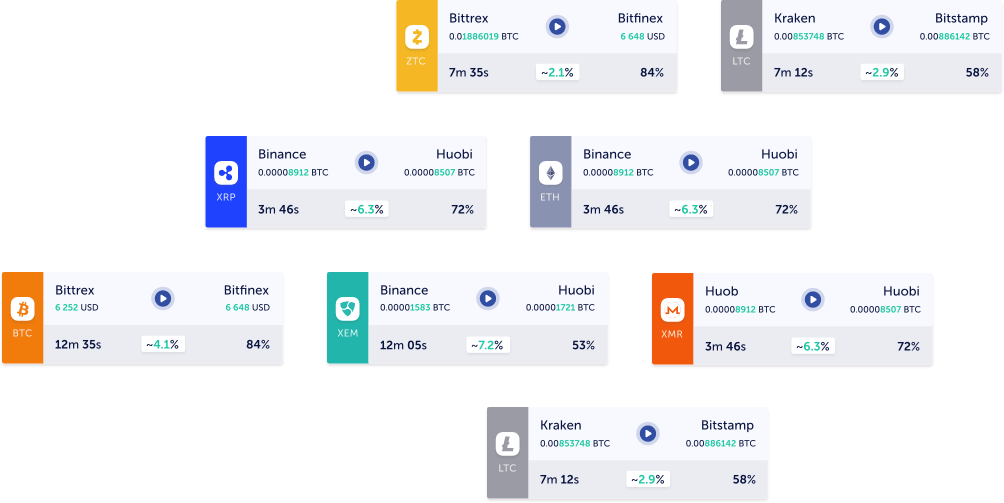 Bittrex Bitfinex
0.01886019 BTC 6 648 USD
ZTC
7m 35s ~2.1% 84%
Kraken Bitstamp
0.00853748 BTC 0.00886142 BTC
LTC
7m 12s ~2.9% 58%
Binance Huobi
0.00008912 BTC 0.00008507 BTC
XRP
3m 46s ~6.3% 72%
Binance Huobi
0.00008912 BTC 0.00008507 BTC
ETH
3m 46s ~6.3% 72%
Bittrex Bitfinex
6 252 USD 6 648 USD
BTC
12m 35s ~4.1% 84%
Binance Huobi
0.00001583 BTC 0.00001721 BTC
XEM
12m 05s ~7.2% 53%
Huob Huobi
0.00008912 BTC 0.00008507 BTC
XMR
3m 46s ~6.3% 72%
Kraken Bitstamp
0.00853748 BTC 0.00886142 BTC
LTC
7m 12s ~2.9% 58%